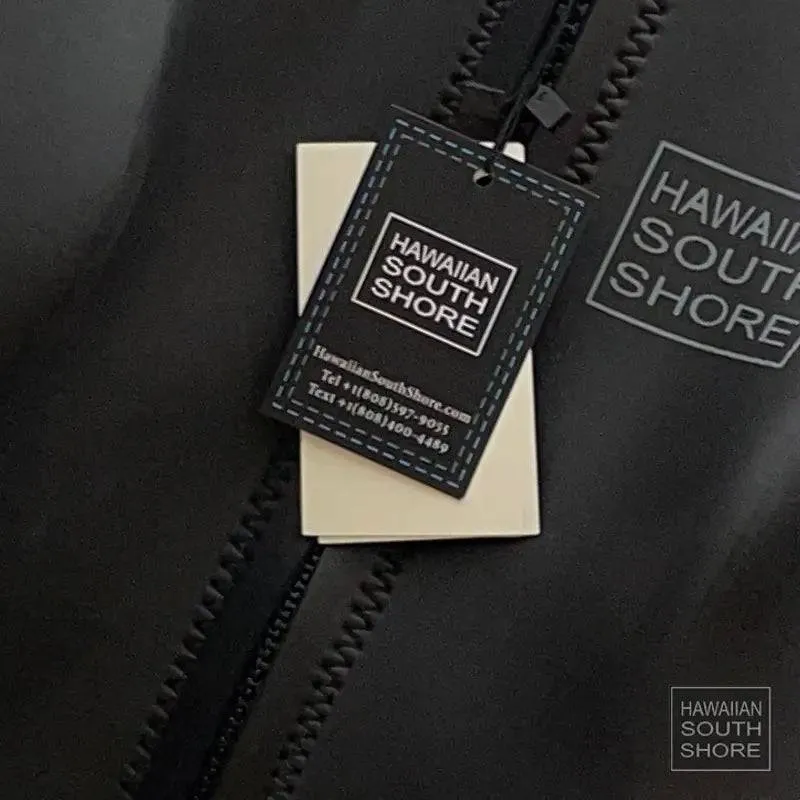 HAWAIIAN
SOUTH
SHORE
HawaiianSouthShore.com
Tel +1(808)597-9055
Text +1(808)400-4489
HAWAII
SOUTH
SHORE
HAWAIIAN
SOUTH
SHORE